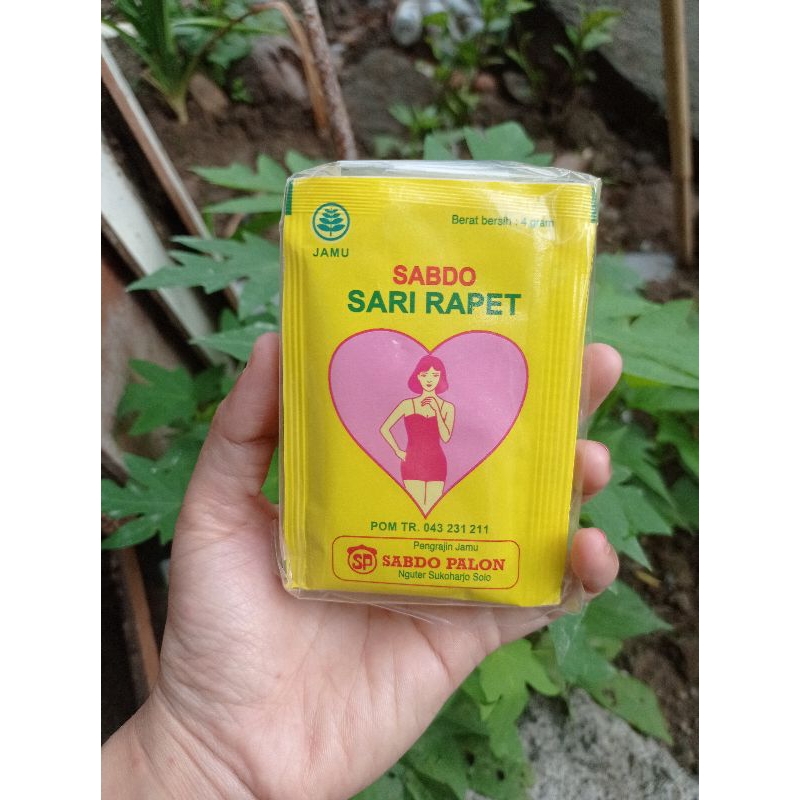 Berat bersih : 4 gram
JAMU
SABDO
SARI RAPET
POM TR. 043 231 211
Pengrajin Jamu
SP SABDO PALON
Nguter Sukoharjo Solo